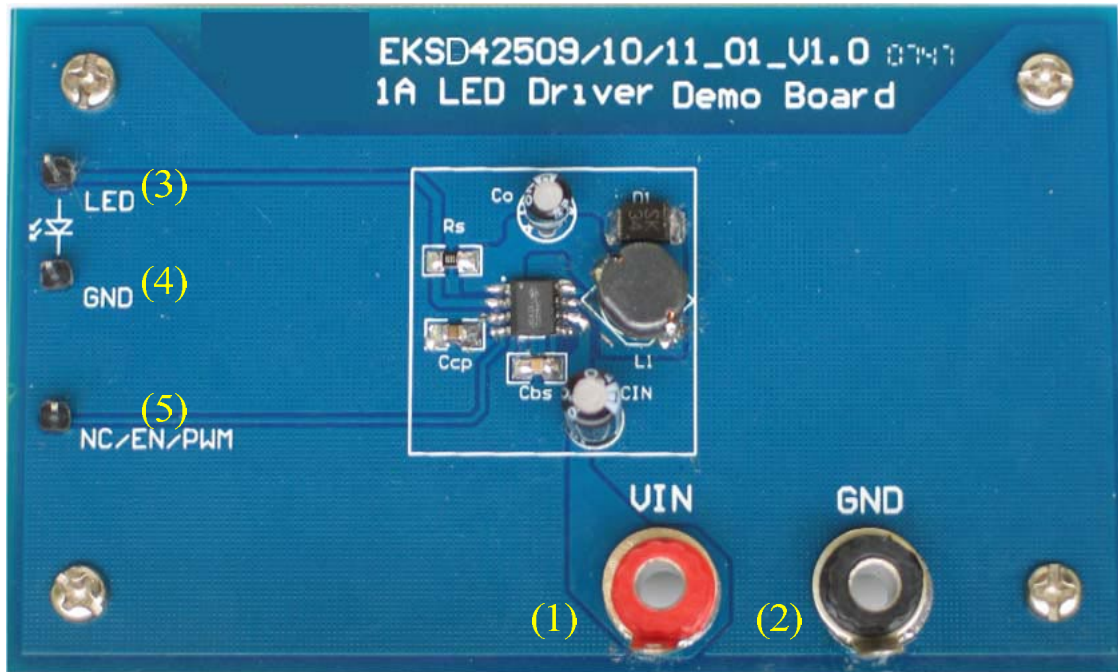 EKSD42509/10/11_01_V1.0 0747
1A LED Driver Demo Board
(3)
LED
Co
D1
Rs
(4)
GND
Ccp
L1
Cbs
CIN
(5)
NC/EN/PWM
VIN
GND
(1)
(2)